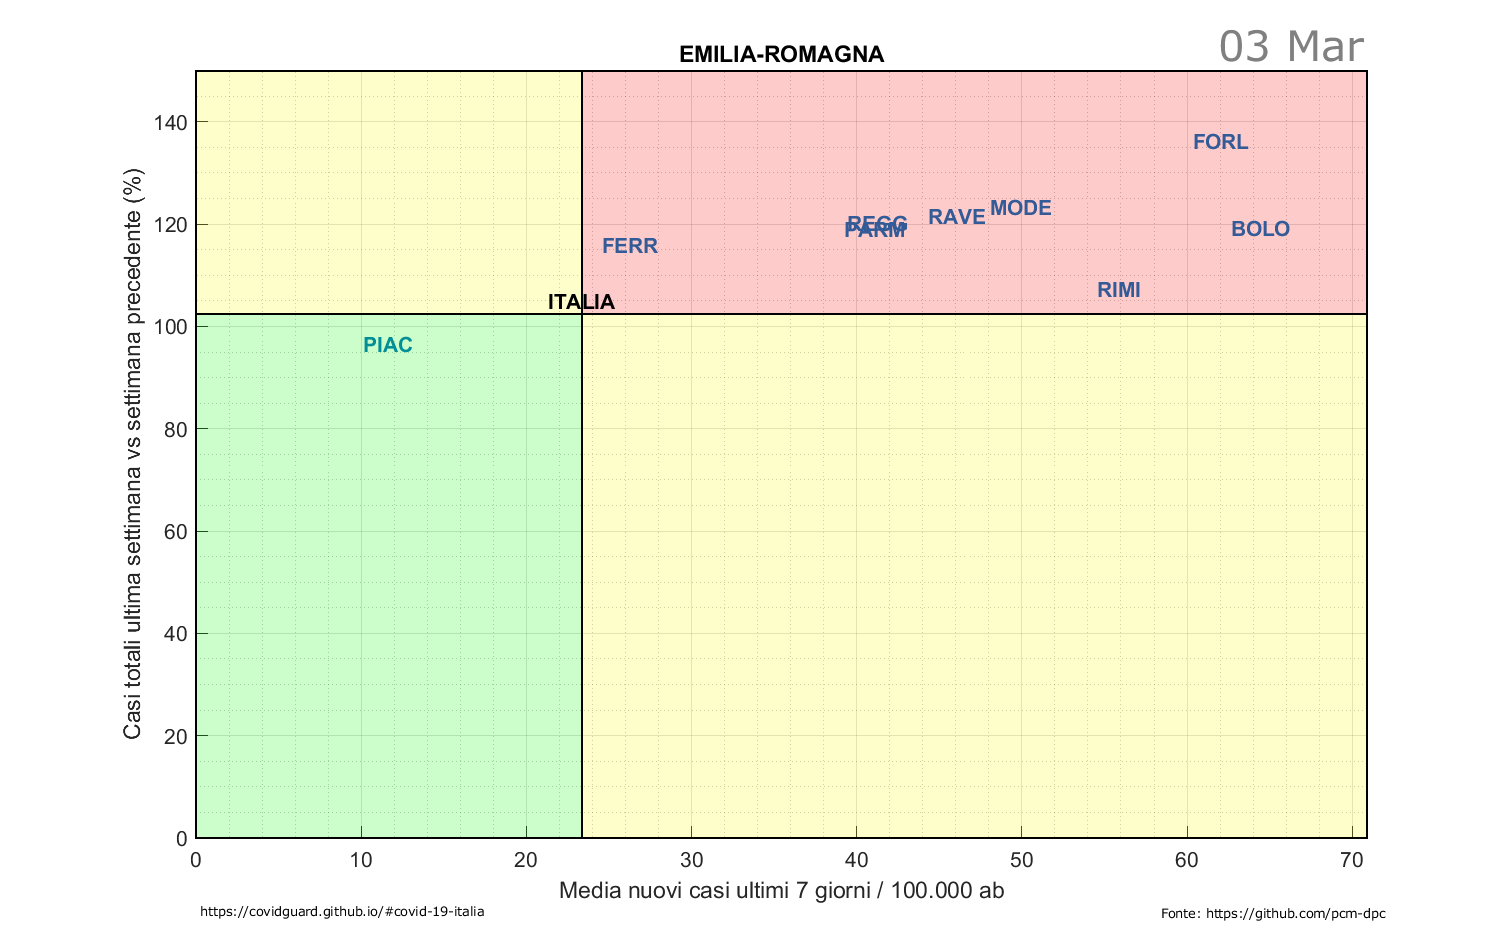 03 Mar
EMILIA-ROMAGNA
Casi totali ultima settimana vs settimana precedente (%)
140
120
100
80
60
40
20
0
FORL
MODE
RAVE
REGG
PARM
BOLO
FERR
RIMI
ITALIA
PIAC
0 10 20 30 40 50 60 70
Media nuovi casi ultimi 7 giorni / 100.000 ab
https://covidguard.github.io/#covid-19-italia
Fonte: https://github.com/pcm-dpc